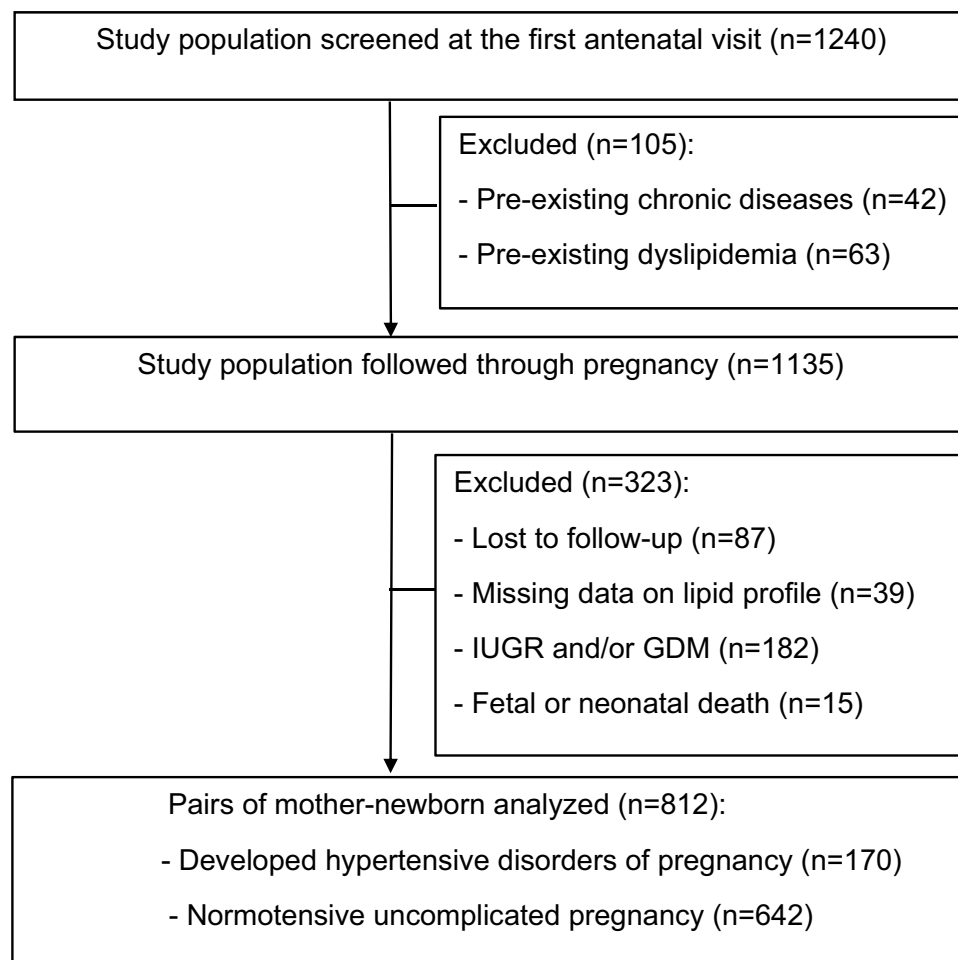 Study population screened at the first antenatal visit (n=1240)
Excluded (n=105):
- Pre-existing chronic diseases (n=42)
- Pre-existing dyslipidemia (n=63)
Study population followed through pregnancy (n=1135)
Excluded (n=323):
- Lost to follow-up (n=87)
- Missing data on lipid profile (n=39)
- IUGR and/or GDM (n=182)
- Fetal or neonatal death (n=15)
Pairs of mother-newborn analyzed (n=812):
- Developed hypertensive disorders of pregnancy (n=170)
- Normotensive uncomplicated pregnancy (n=642)